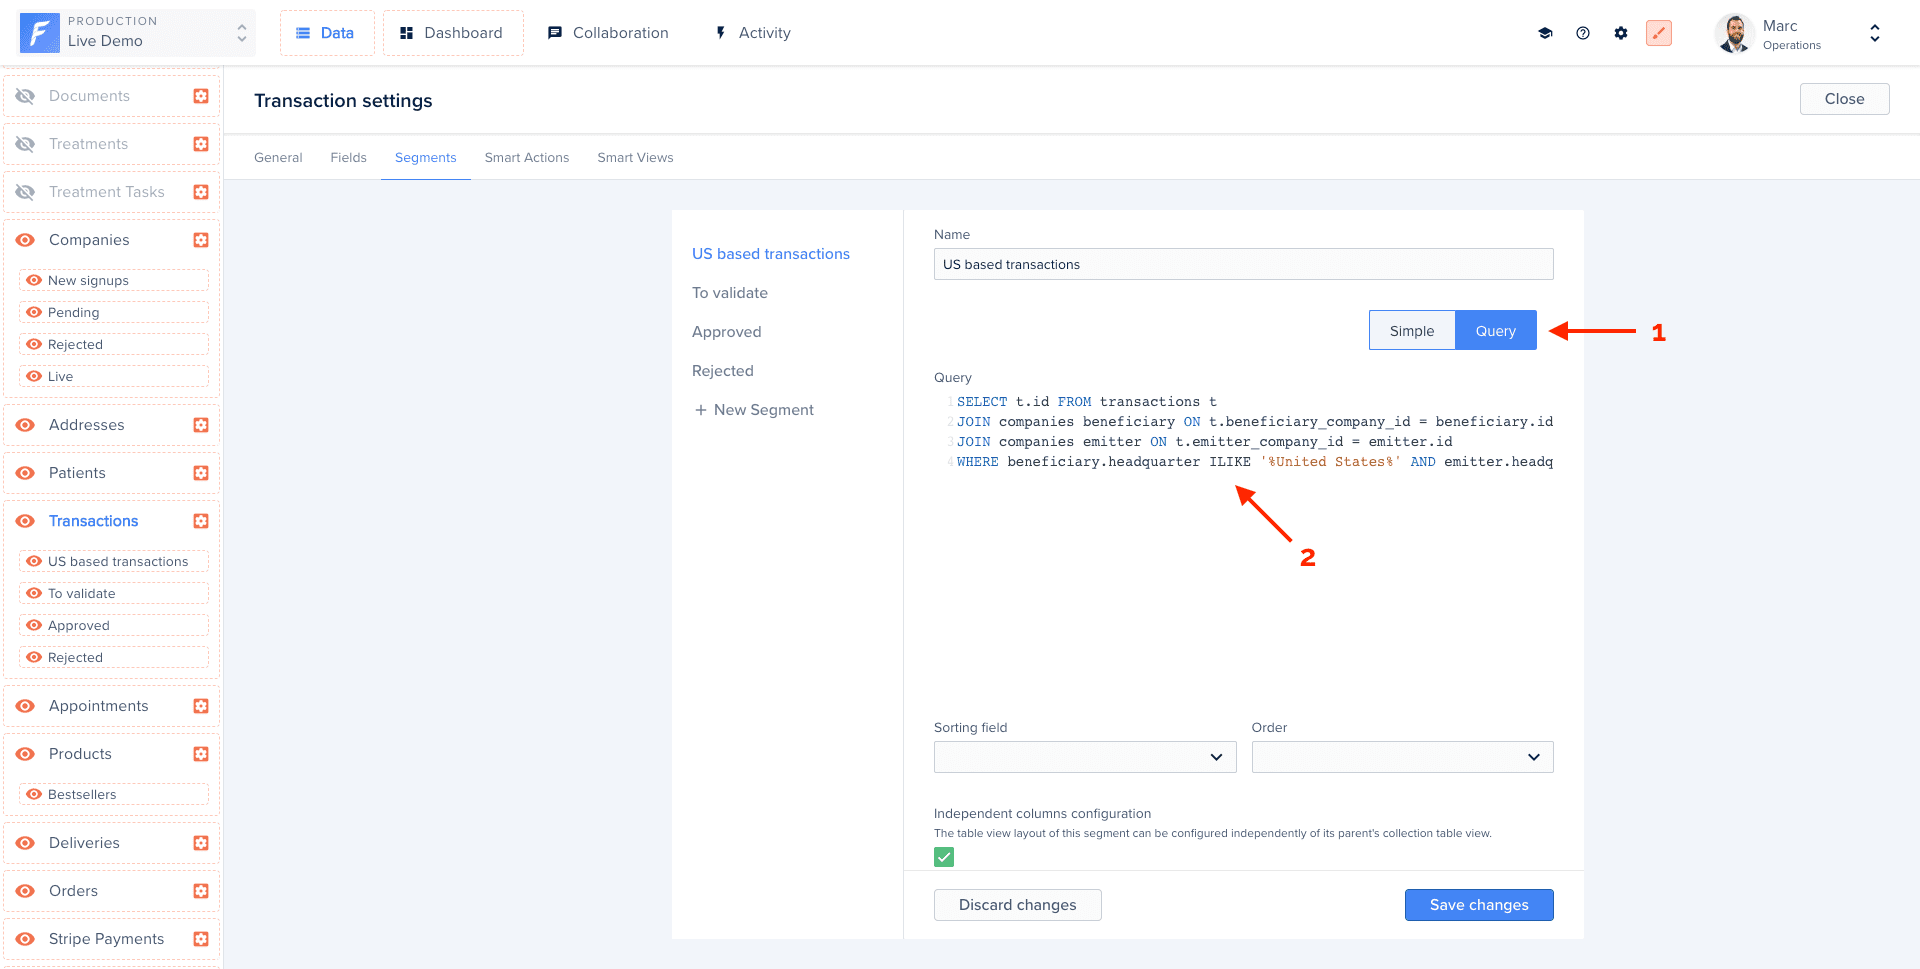 PRODUCTION
Live Demo
Data
Dashboard
Collaboration
Activity
Marc
Operations
Documents
Treatments
Treatment Tasks
Companies
New signups
Pending
Rejected
Live
Addresses
Patients
Transactions
US based transactions
To validate
Approved
Rejected
Appointments
Products
Bestsellers
Deliveries
Orders
Stripe Payments
Transaction settings
Close
General
Fields
Segments
Smart Actions
Smart Views
US based transactions
To validate
Approved
Rejected
+ New Segment
Name
US based transactions
Simple
Query
1
Query
1 SELECT t.id FROM transactions t
2 JOIN companies beneficiary ON t.beneficiary_company_id = beneficiary.id
3 JOIN companies emitter ON t.emitter_company_id = emitter.id
4 WHERE beneficiary.headquarter ILIKE '%United States%' AND emitter.headq
2
Sorting field
Order
Independent columns configuration
The table view layout of this segment can be configured independently of its parent's collection table view.
Discard changes
Save changes